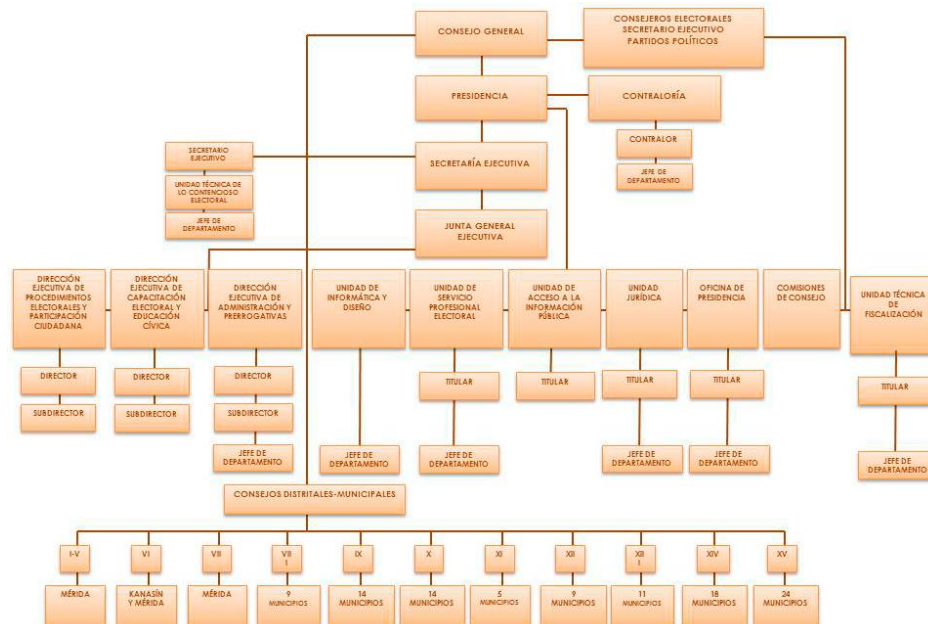 CONSEJO GENERAL
CONSEJEROS ELECTORALES
SECRETARIO EJECUTIVO
PARTIDOS POLÍTICOS
PRESIDENCIA
CONTRALORÍA
CONTRALOR
JEFE DE
DEPARTAMENTO
SECRETARIO
EJECUTIVO
SECRETARÍA EJECUTIVA
UNIDAD TÉCNICA DE
LO CONTENCIOSO
ELECTORAL
JEFE DE
DEPARTAMENTO
JUNTA GENERAL
EJECUTIVA
DIRECCIÓN
EJECUTIVA DE
PROCEDIMIENTOS
ELECTORALES Y
PARTICIPACIÓN
CIUDADANA
DIRECCIÓN
EJECUTIVA DE
CAPACITACIÓN
ELECTORAL Y
EDUCACIÓN
CÍVICA
DIRECCIÓN
EJECUTIVA DE
ADMINISTRACIÓN Y
PRERROGATIVAS
UNIDAD DE
INFORMÁTICA Y
DISEÑO
UNIDAD DE
SERVICIO
PROFESIONAL
ELECTORAL
UNIDAD DE
ACCESO A LA
INFORMACIÓN
PÚBLICA
UNIDAD
JURÍDICA
OFICINA DE
PRESIDENCIA
COMISIONES
DE CONSEJO
UNIDAD TÉCNICA
DE
FISCALIZACIÓN
DIRECTOR
DIRECTOR
DIRECTOR
TITULAR
TITULAR
TITULAR
TITULAR
TITULAR
SUBDIRECTOR
SUBDIRECTOR
SUBDIRECTOR
JEFE DE
DEPARTAMENTO
JEFE DE
DEPARTAMENTO
JEFE DE
DEPARTAMENTO
JEFE DE
DEPARTAMENTO
JEFE DE
DEPARTAMENTO
JEFE DE
DEPARTAMENTO
CONSEJOS DISTRITALES-MUNICIPALES
I-V
VI
VII
VII
I
IX
X
XI
XII
XII
I
XIV
XV
MÉRIDA
KANASÍN
Y MÉRIDA
MÉRIDA
9
MUNICIPIOS
14
MUNICIPIOS
14
MUNICIPIOS
5
MUNICIPIOS
9
MUNICIPIOS
11
MUNICIPIOS
18
MUNICIPIOS
24
MUNICIPIOS